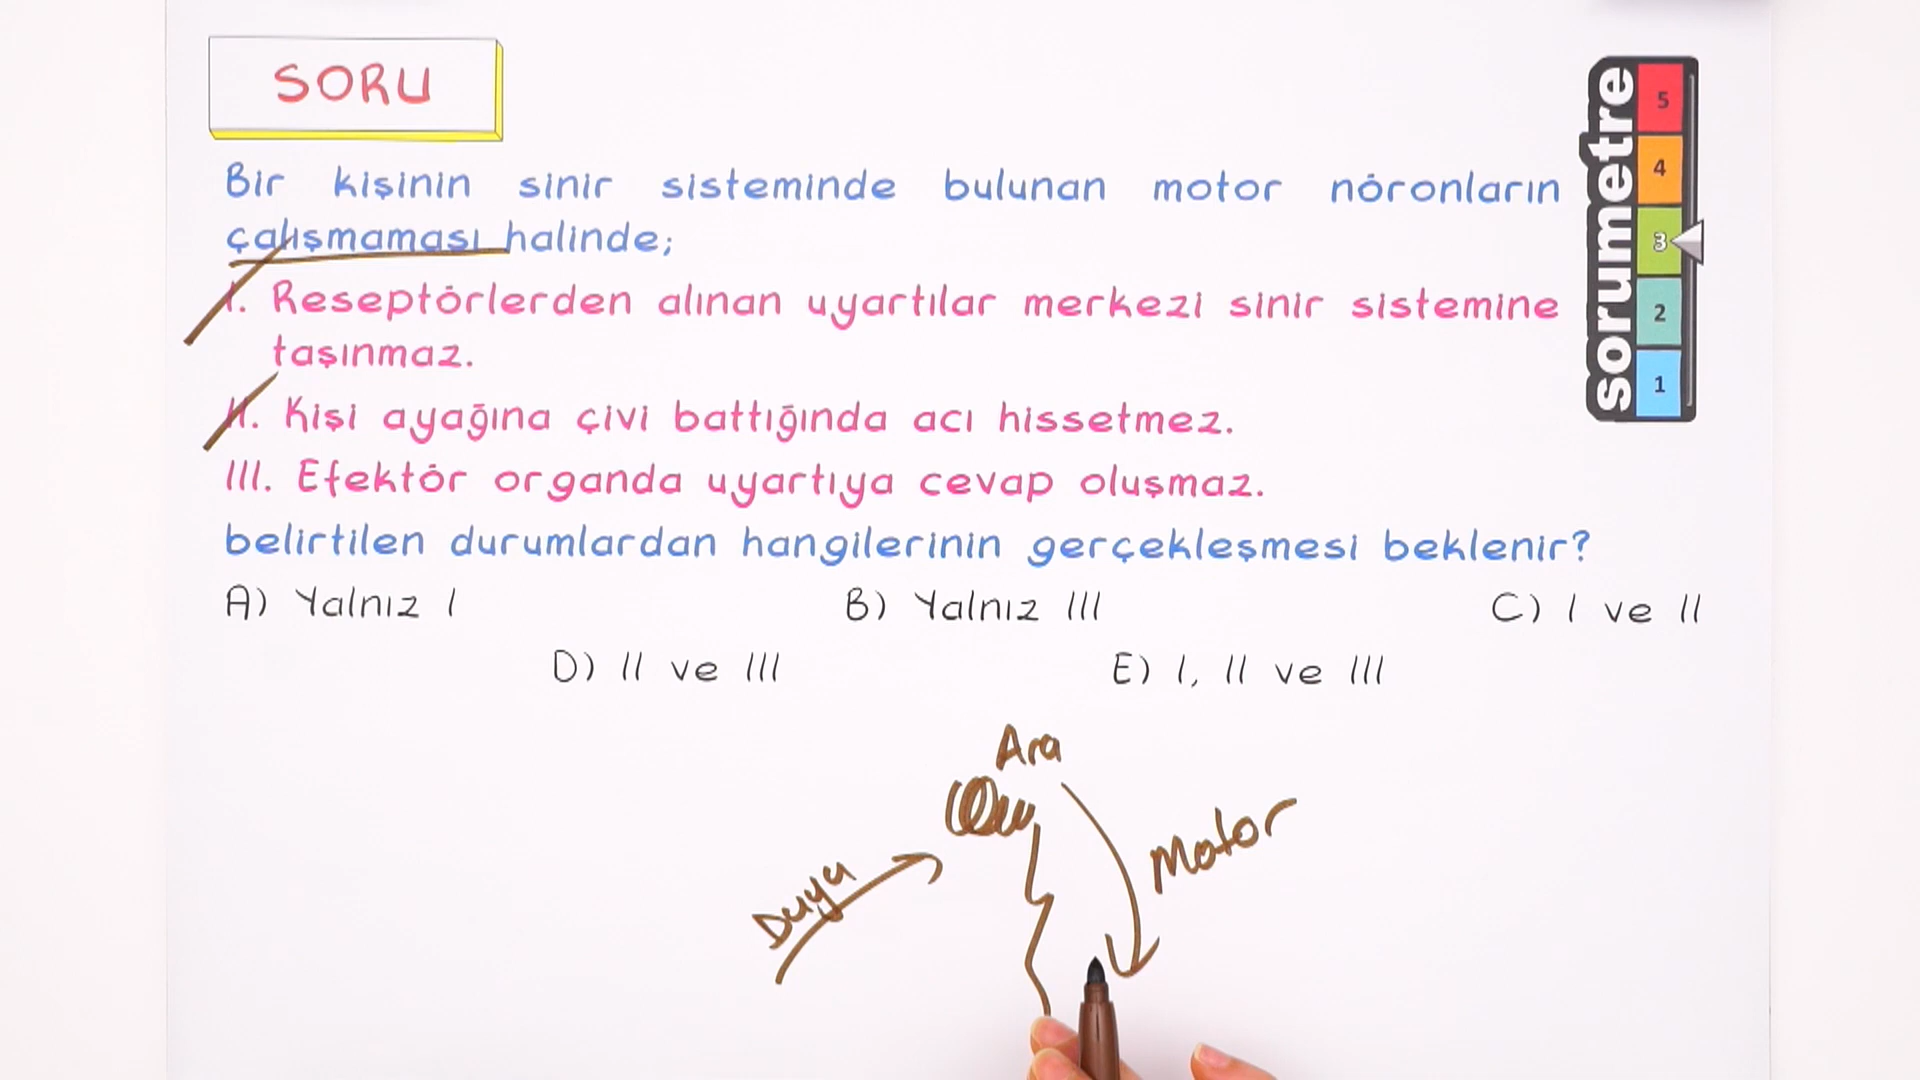 SORU
Bir kişinin sinir sisteminde bulunan motor nöronların
çalışmaması halinde;
I. Reseptörlerden alınan uyartılar merkezi sinir sistemine
taşınmaz.
II. Kişi ayağına çivi battığında acı hissetmez.
III. Efektör organda uyartıya cevap oluşmaz.
belirtilen durumlardan hangilerinin gerçekleşmesi beklenir?
A) Yalnız I
B) Yalnız III
C) I ve II
D) II ve III
E) I, II ve III
sorumetre
5
4
3
2
1
Ara
Duyu
Motor